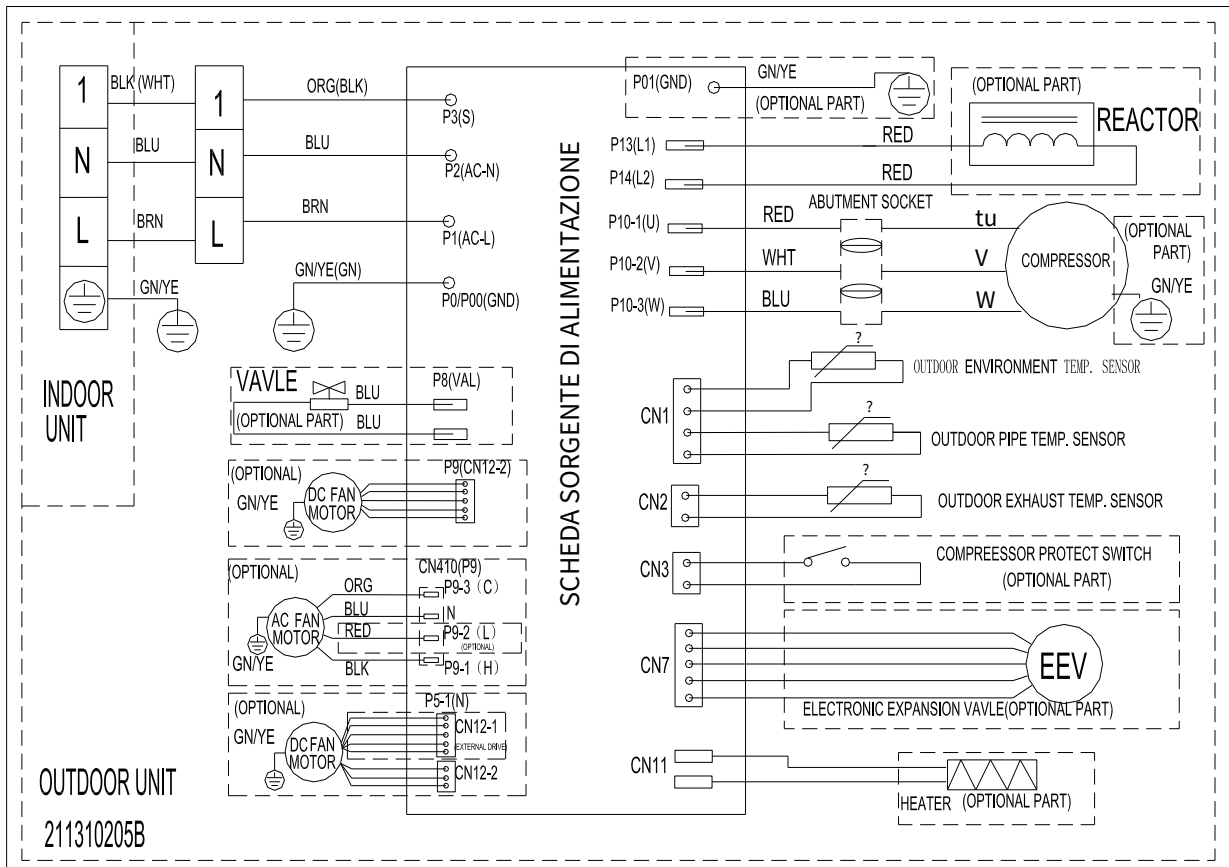 1
N
L
BLK (WHT)
BLU
BRN
GN/YE
1
N
L
ORG(BLK)
BLU
BRN
GN/YE(GN)
P3(S)
P2(AC-N)
P1(AC-L)
P0/P00(GND)
INDOOR
UNIT
VAVLE
(OPTIONAL PART)
BLU
BLU
P8(VAL)
(OPTIONAL)
GN/YE
DC FAN
MOTOR
P9(CN12-2)
(OPTIONAL)
AC FAN
MOTOR
GN/YE
ORG
BLU
RED
BLK
CN410(P9)
P9-3 (C)
N
P9-2 (L)
(OPTIONAL)
P9-1 (H)
(OPTIONAL)
GN/YE
DC FAN
MOTOR
P5-1(N)
CN12-1
(EXTERNAL DRIVE)
CN12-2
OUTDOOR UNIT
211310205B
SCHEDA SORGENTE DI ALIMENTAZIONE
P01(GND)
GN/YE
(OPTIONAL PART)
(OPTIONAL PART)
REACTOR
P13(L1)
RED
P14(L2)
RED
ABUTMENT SOCKET
P10-1(U)
RED
tu
P10-2(V)
WHT
V
P10-3(W)
BLU
W
COMPRESSOR
(OPTIONAL
PART)
GN/YE
CN1
?
OUTDOOR ENVIRONMENT TEMP. SENSOR
?
OUTDOOR PIPE TEMP. SENSOR
CN2
?
OUTDOOR EXHAUST TEMP. SENSOR
CN3
COMPREESSOR PROTECT SWITCH
(OPTIONAL PART)
CN7
EEV
ELECTRONIC EXPANSION VAVLE(OPTIONAL PART)
CN11
HEATER (OPTIONAL PART)